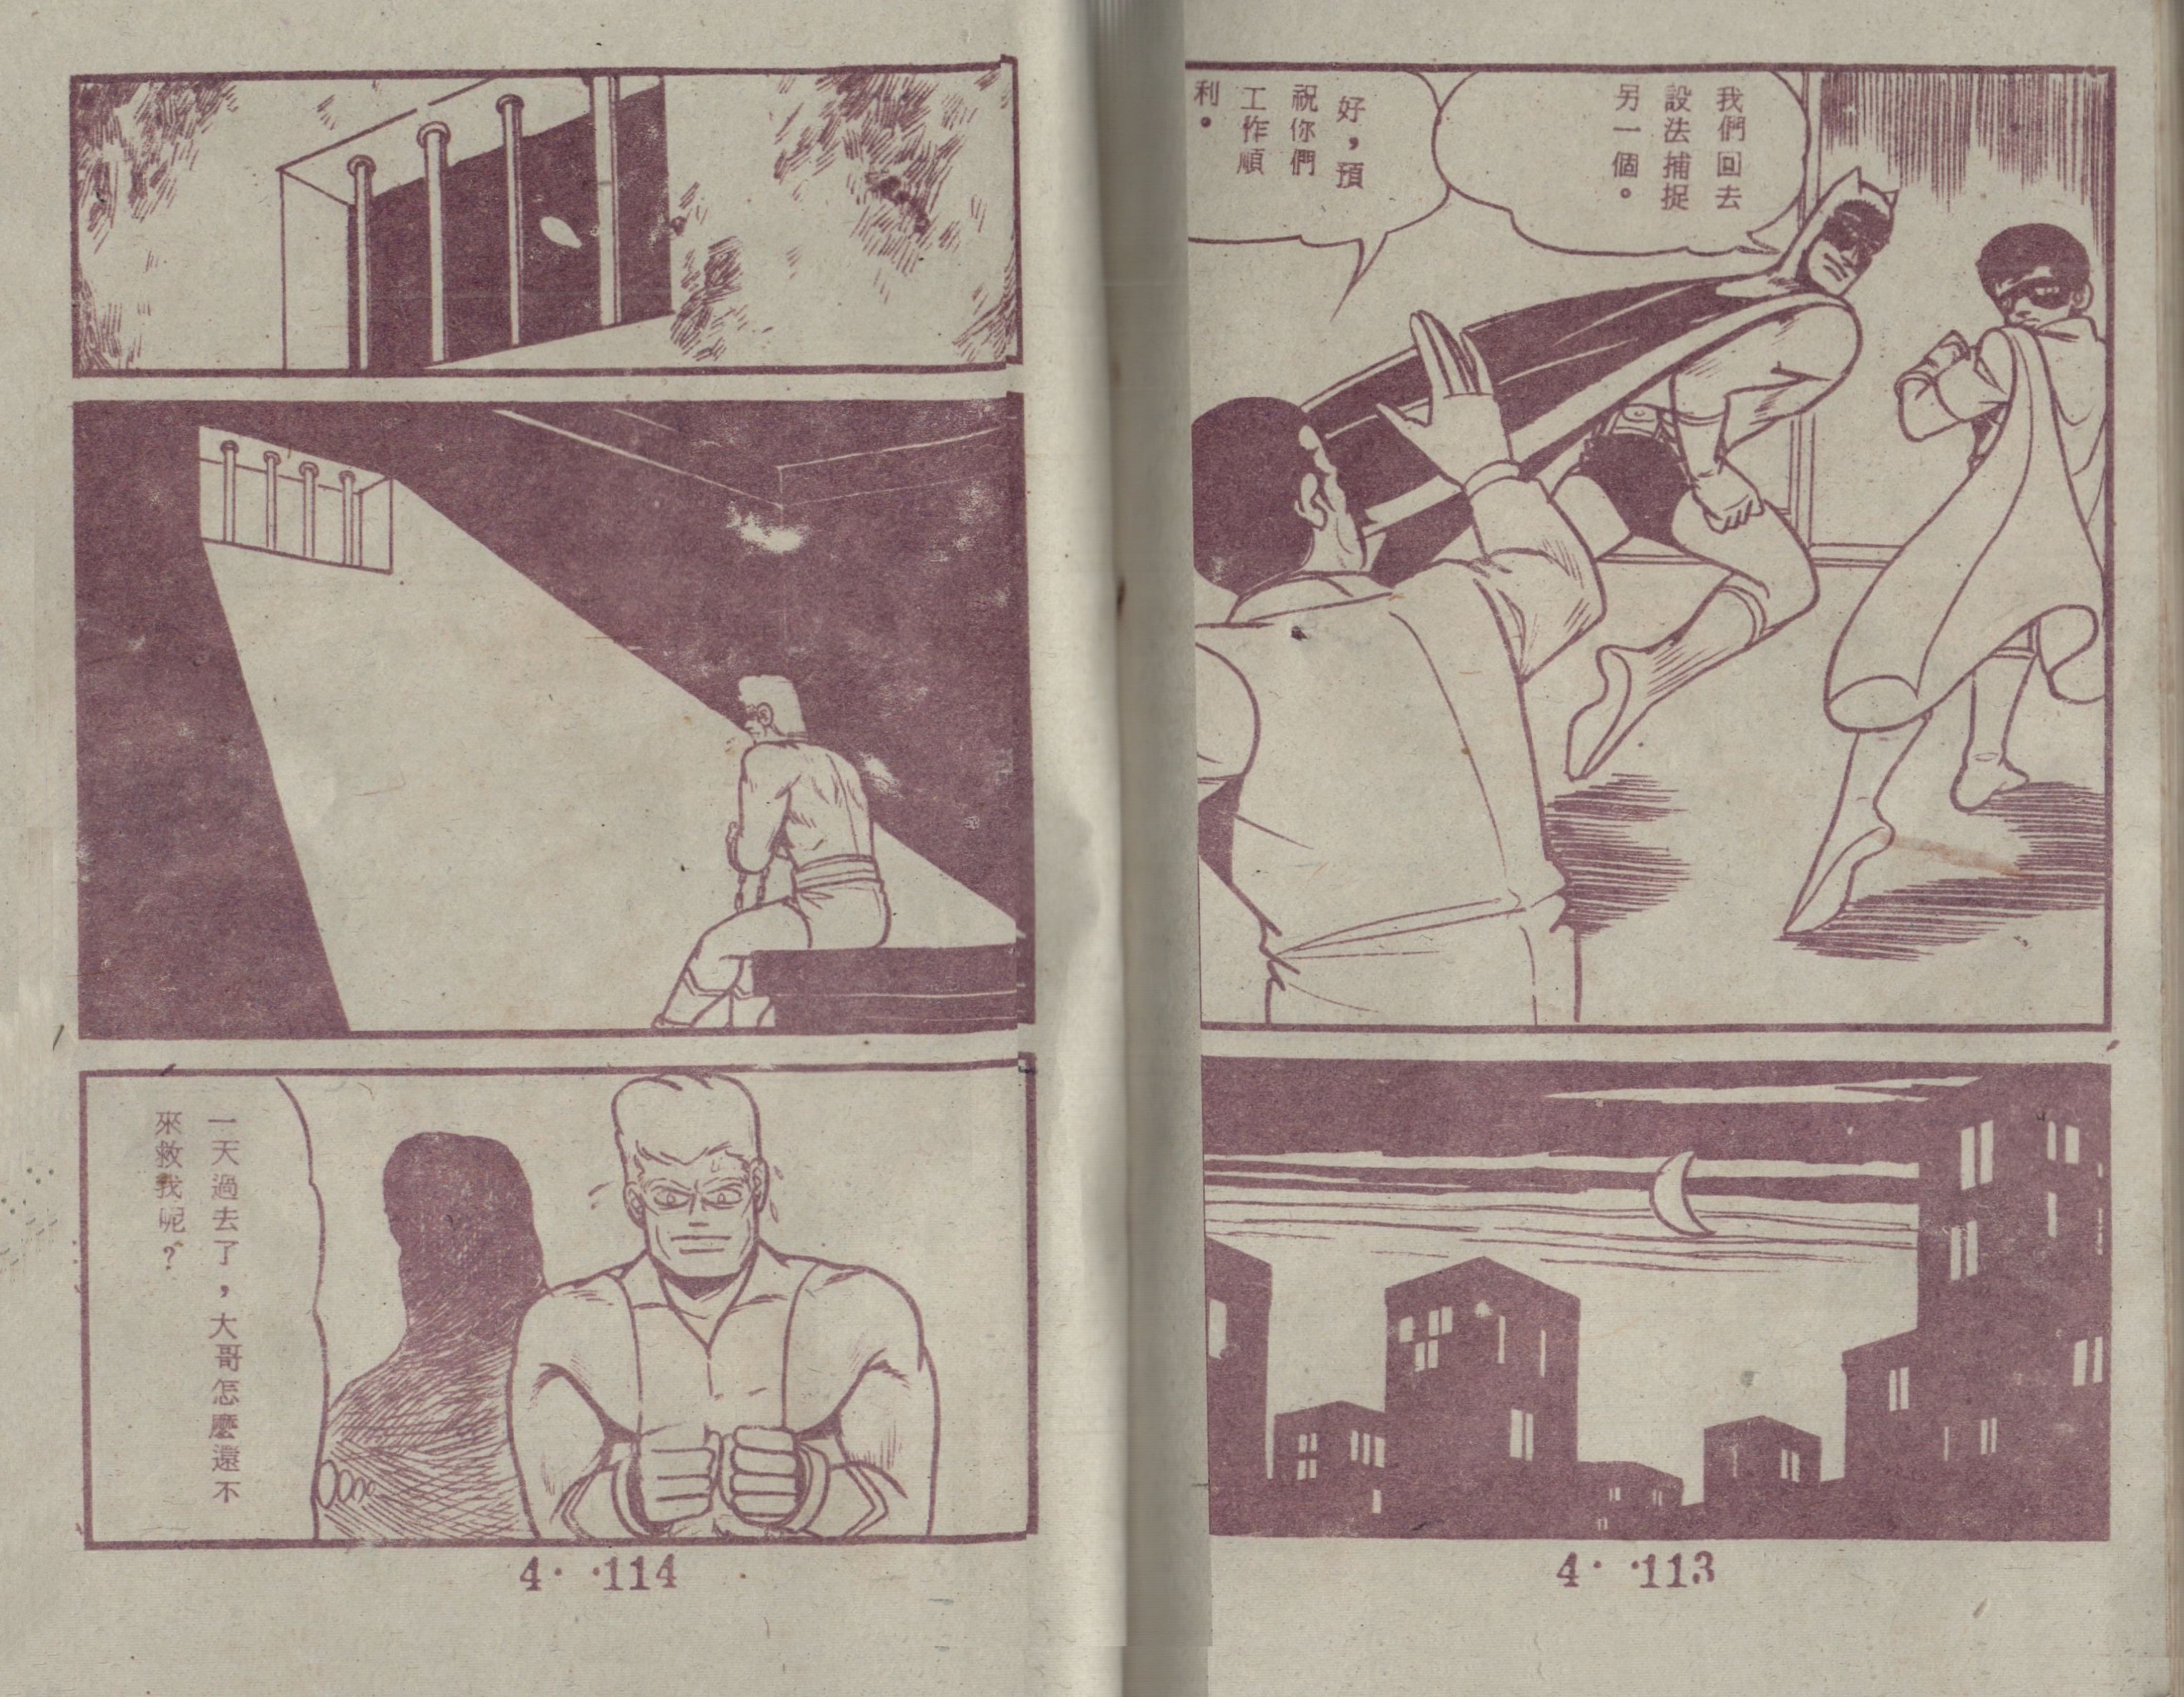 我們回去
設法捕捉
另一個。
好，預
祝你們
工作順
利。
4··113
一天過去了，大哥怎麼還不
來救我呢？
4··114